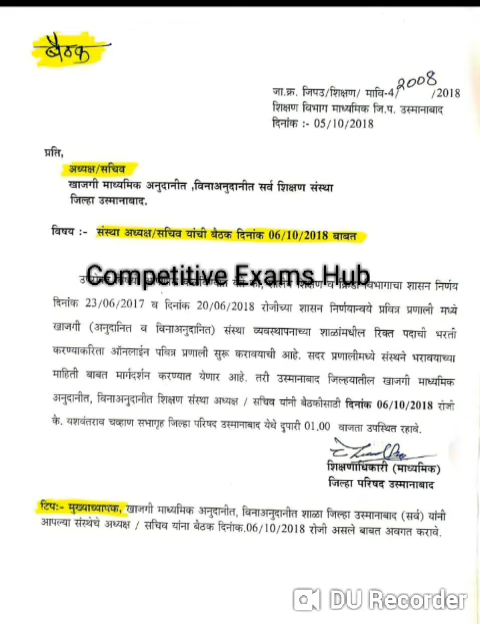 बैठक
जा.क्र. जिपउ/शिक्षण/ मावि-4/2008/2018
शिक्षण विभाग माध्यमिक जि.प. उस्मानाबाद
दिनांक :- 05/10/2018
प्रति,
अध्यक्ष/सचिव
खाजगी माध्यमिक अनुदानीत ,विनाअनुदानीत सर्व शिक्षण संस्था
जिल्हा उस्मानाबाद.
विषय :- संस्था अध्यक्ष/सचिव यांची बैठक दिनांक 06/10/2018 बाबत
Competitive Exams Hub
शिक्षण व क्रिडा विभागाचा शासन निर्णय
दिनांक 23/06/2017 व दिनांक 20/06/2018 रोजीच्या शासन निर्णयान्वये प्रवित्र प्रणाली मध्ये
खाजगी (अनुदानित व विनाअनुदानित) संस्था व्यवस्थापनाच्या शाळांमधील रिक्त पदाची भरती
करण्याकरिता ऑनलाईन पवित्र प्रणाली सुरू करावयाची आहे. सदर प्रणालीमध्ये संस्थने भरावयाच्या
माहिती बाबत मार्गदर्शन करण्यात येणार आहे. तरी उस्मानाबाद जिल्हयातील खाजगी माध्यमिक
अनुदानीत, विनाअनुदानीत शिक्षण संस्था अध्यक्ष / सचिव यांनी बैठकीसाठी दिनांक 06/10/2018 रोजी
कै. यशवंतराव चव्हाण सभागृह जिल्हा परिषद उस्मानाबाद येथे दुपारी 01.00 वाजता उपस्थित रहावे.
शिक्षणाधिकारी (माध्यमिक)
जिल्हा परिषद उस्मानाबाद
टिपः- मुख्याध्यापक, खाजगी माध्यमिक अनुदानीत, विनाअनुदानीत शाळा जिल्हा उस्मानाबाद (सर्व) यांनी
आपल्या संस्थेचे अध्यक्ष / सचिव यांना बैठक दिनांक.06/10/2018 रोजी असले बाबत अवगत करावे.
DU Recorder